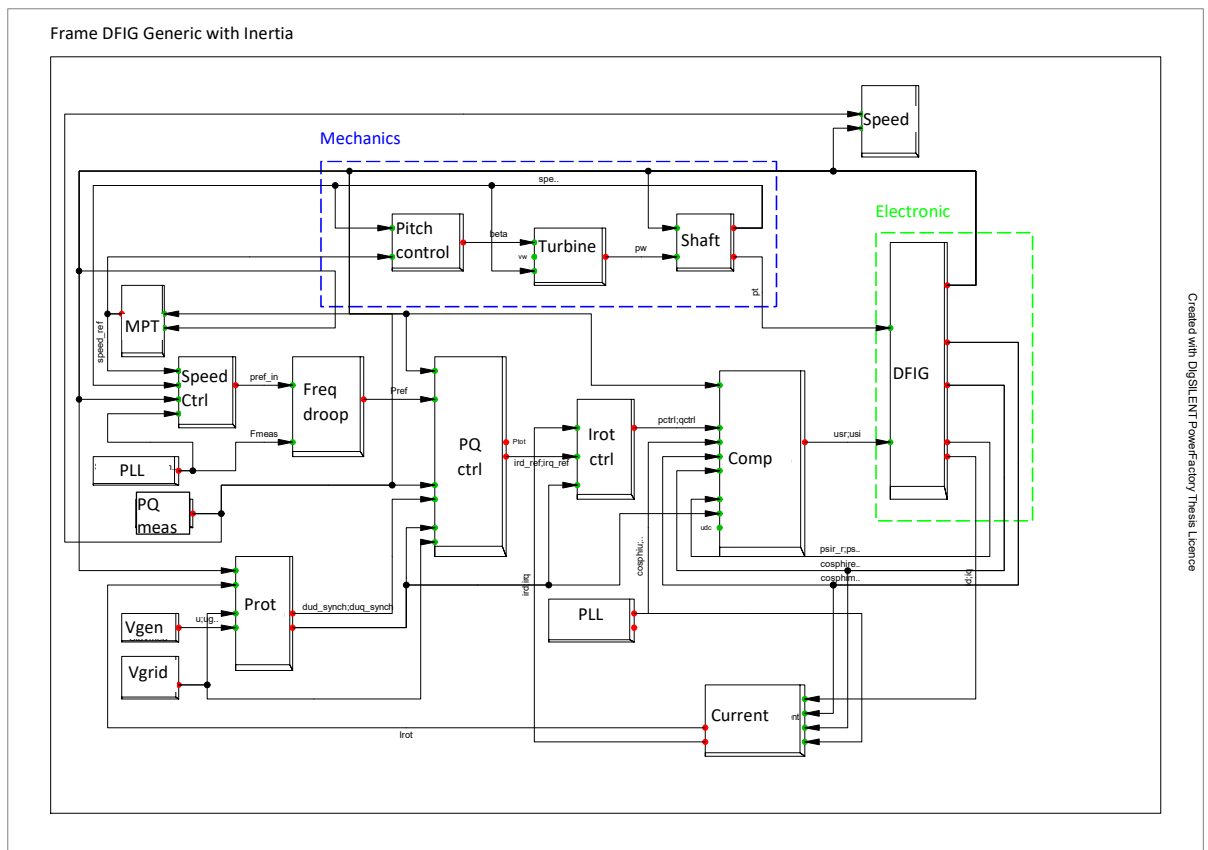 Frame DFIG Generic with Inertia
Speed
Mechanics
spe..
Electronic
Pitch
control
beta
Turbine
vw
pw
Shaft
pt
MPT
speed_ref
Speed
Ctrl
pref_in
Freq
droop
Pref
Fmeas
PLL
PQ
meas
PQ
ctrl
Ptot
ird_ref;irq_ref
Irot
ctrl
pctrl;qctrl
Comp
udc
usr;usi
DFIG
psir_r;ps..
cosphire..
cosphim..
cosphiu;..
ird;irq
Prot
dud_synch;duq_synch
Vgen
u;ug..
Vgrid
PLL
Current
Irot
Created with DIgSILENT PowerFactory Thesis Licence